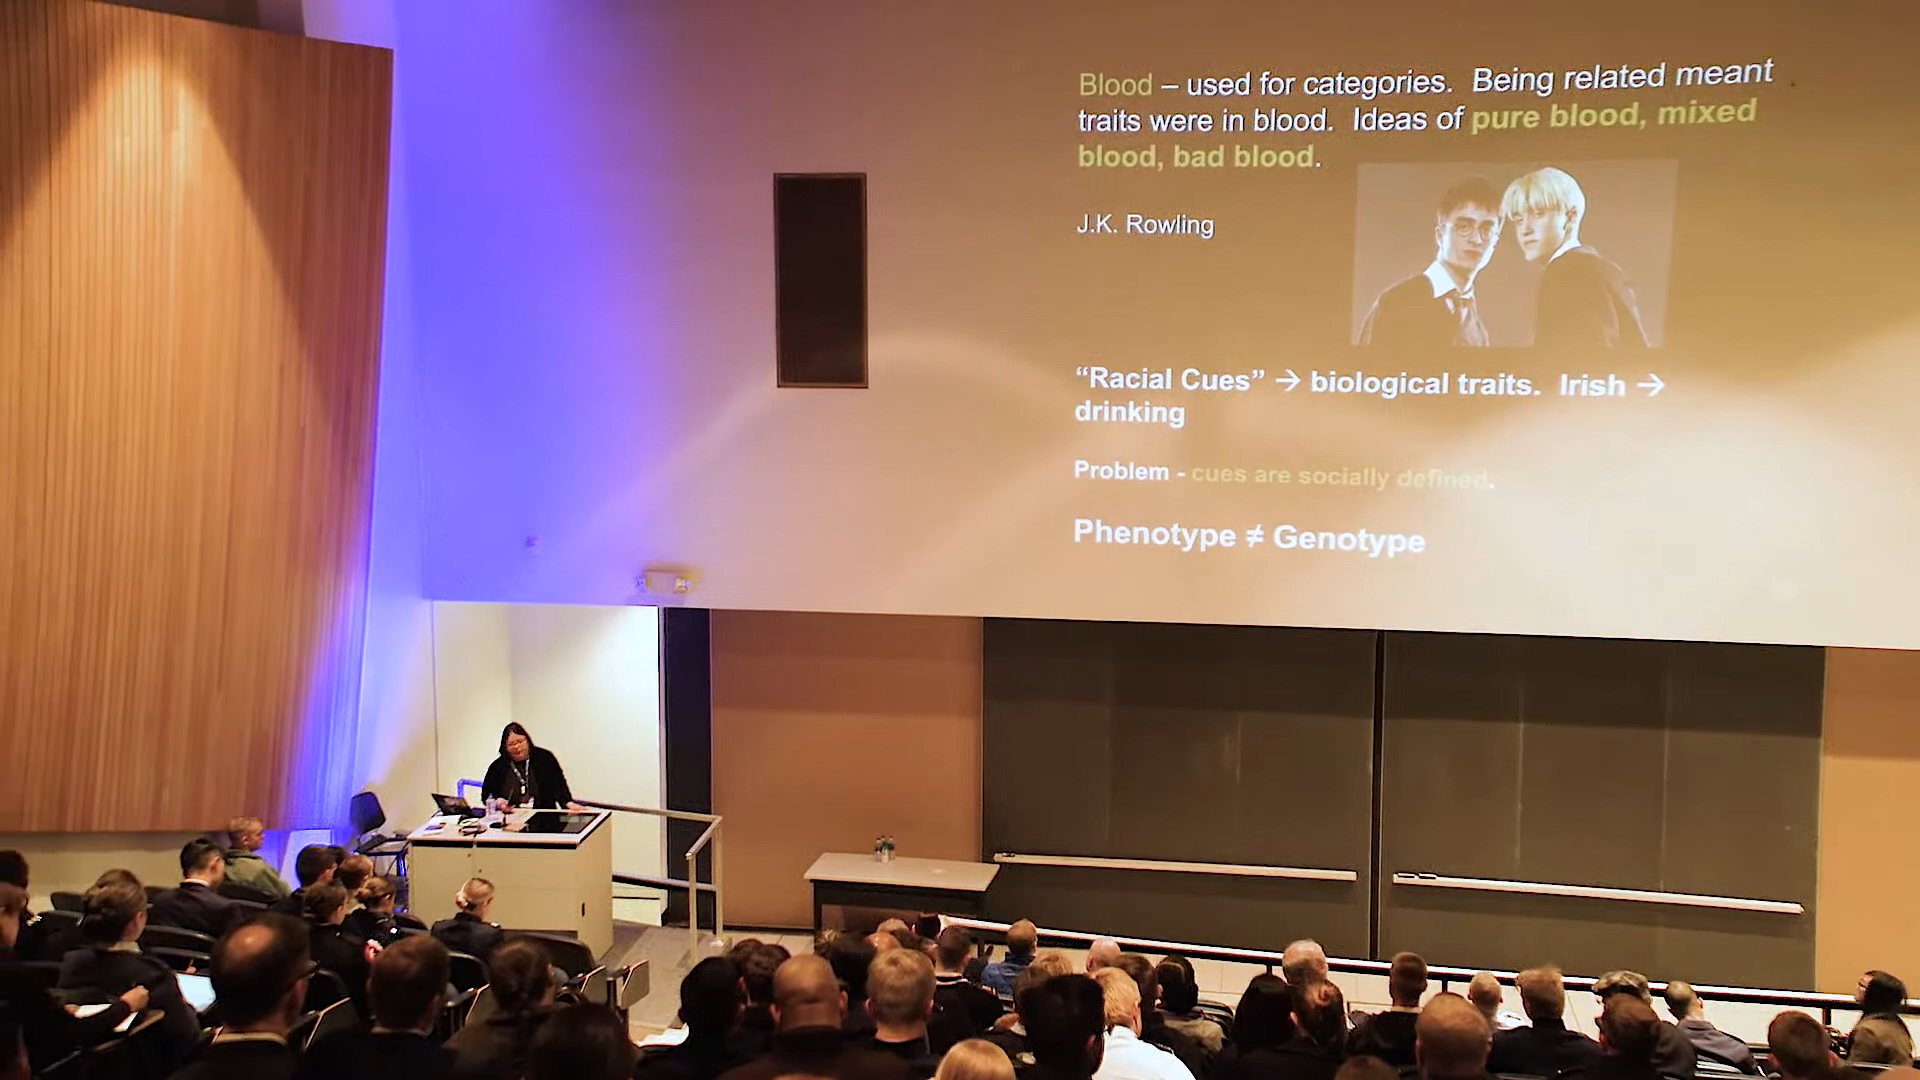 Blood – used for categories. Being related meant
traits were in blood. Ideas of pure blood, mixed
blood, bad blood.
J.K. Rowling
“Racial Cues” → biological traits. Irish →
drinking
Problem - cues are socially defined.
Phenotype ≠ Genotype